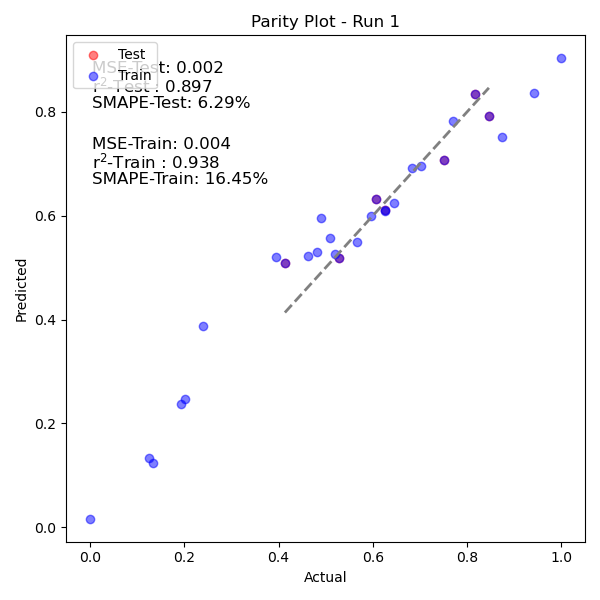 Parity Plot - Run 1
Test
Train
MSE-Test: 0.002
r²-Test : 0.897
SMAPE-Test: 6.29%
MSE-Train: 0.004
r²-Train : 0.938
SMAPE-Train: 16.45%
0.8
0.6
0.4
0.2
0.0
Predicted
0.0 0.2 0.4 0.6 0.8 1.0
Actual